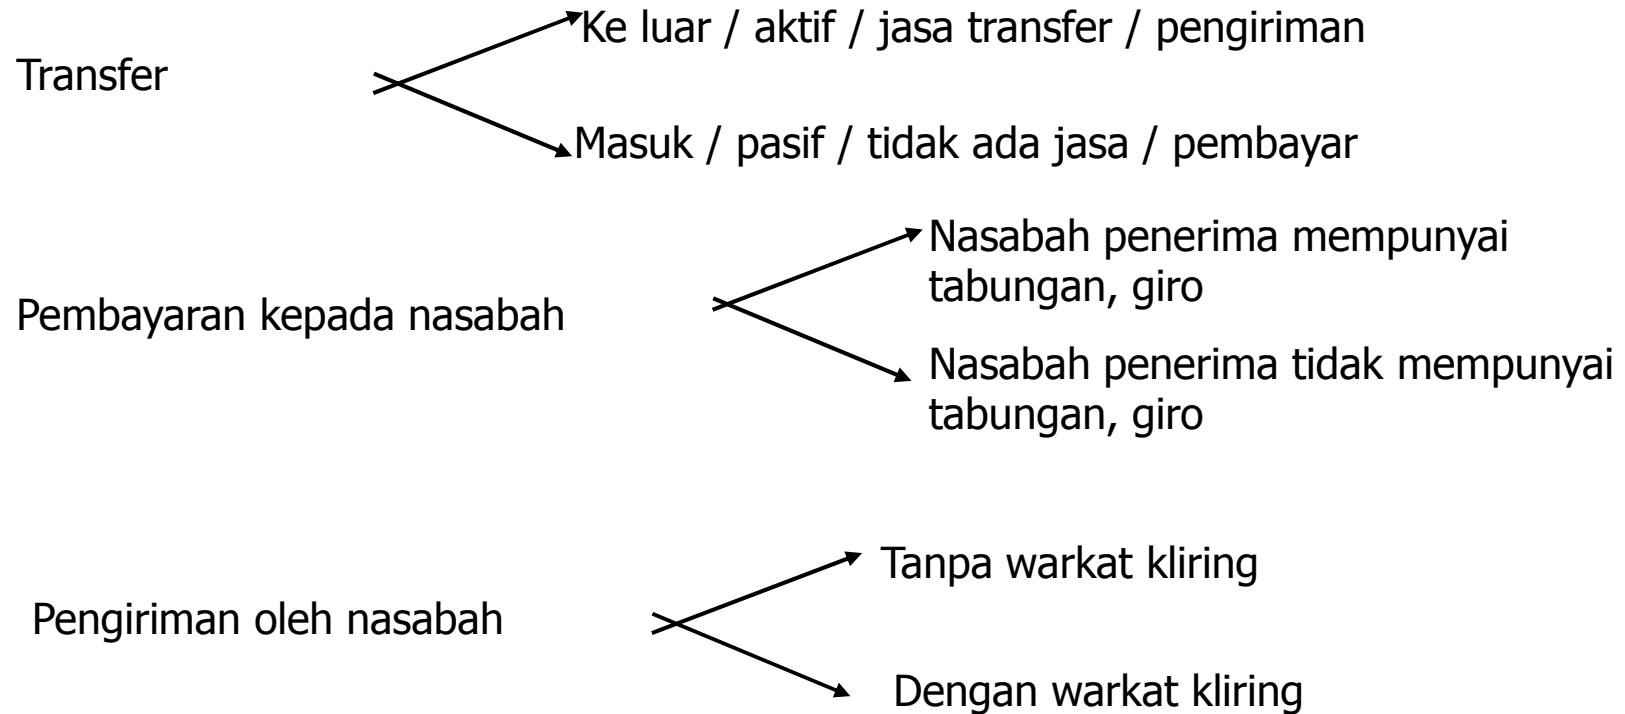 Ke luar / aktif / jasa transfer / pengiriman
Transfer
Masuk / pasif / tidak ada jasa / pembayar
Nasabah penerima mempunyai
tabungan, giro
Pembayaran kepada nasabah
Nasabah penerima tidak mempunyai
tabungan, giro
Tanpa warkat kliring
Pengiriman oleh nasabah
Dengan warkat kliring